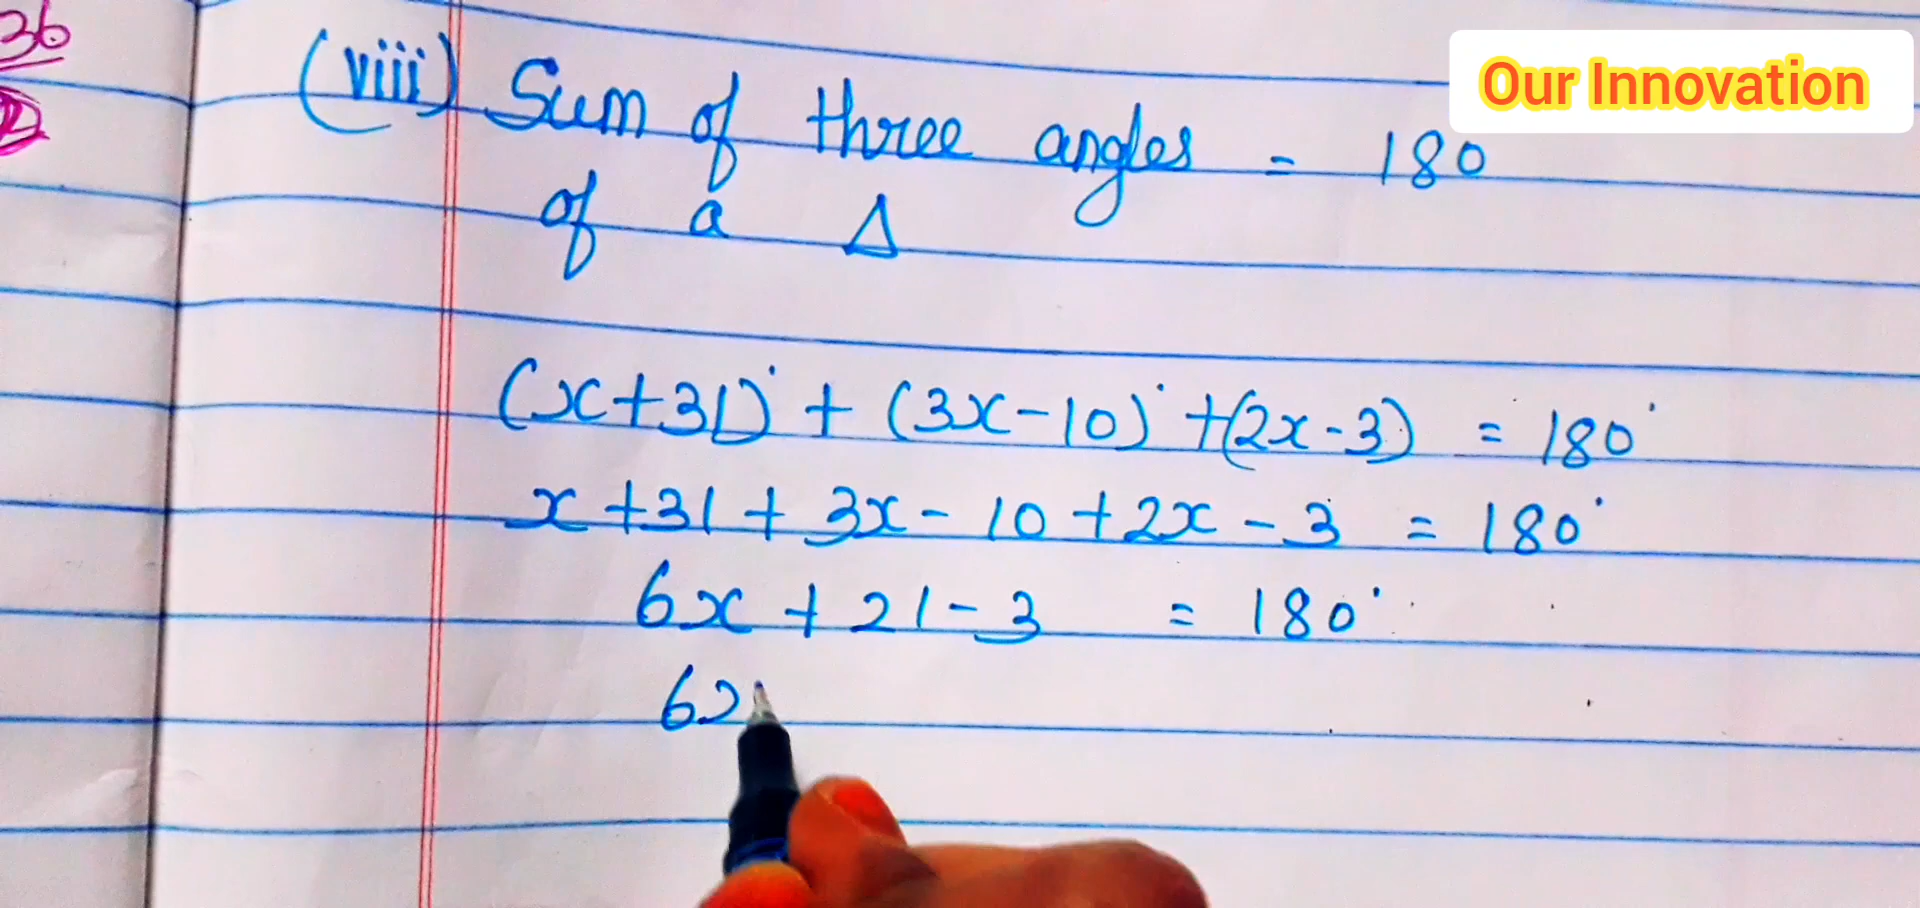 36
Our Innovation
(viii) Sum of three angles = 180
of a Δ
(x+31)° + (3x-10)° +(2x-3) = 180°
x +31 + 3x - 10 +2x - 3 = 180°
6x + 21 - 3 = 180°
6x